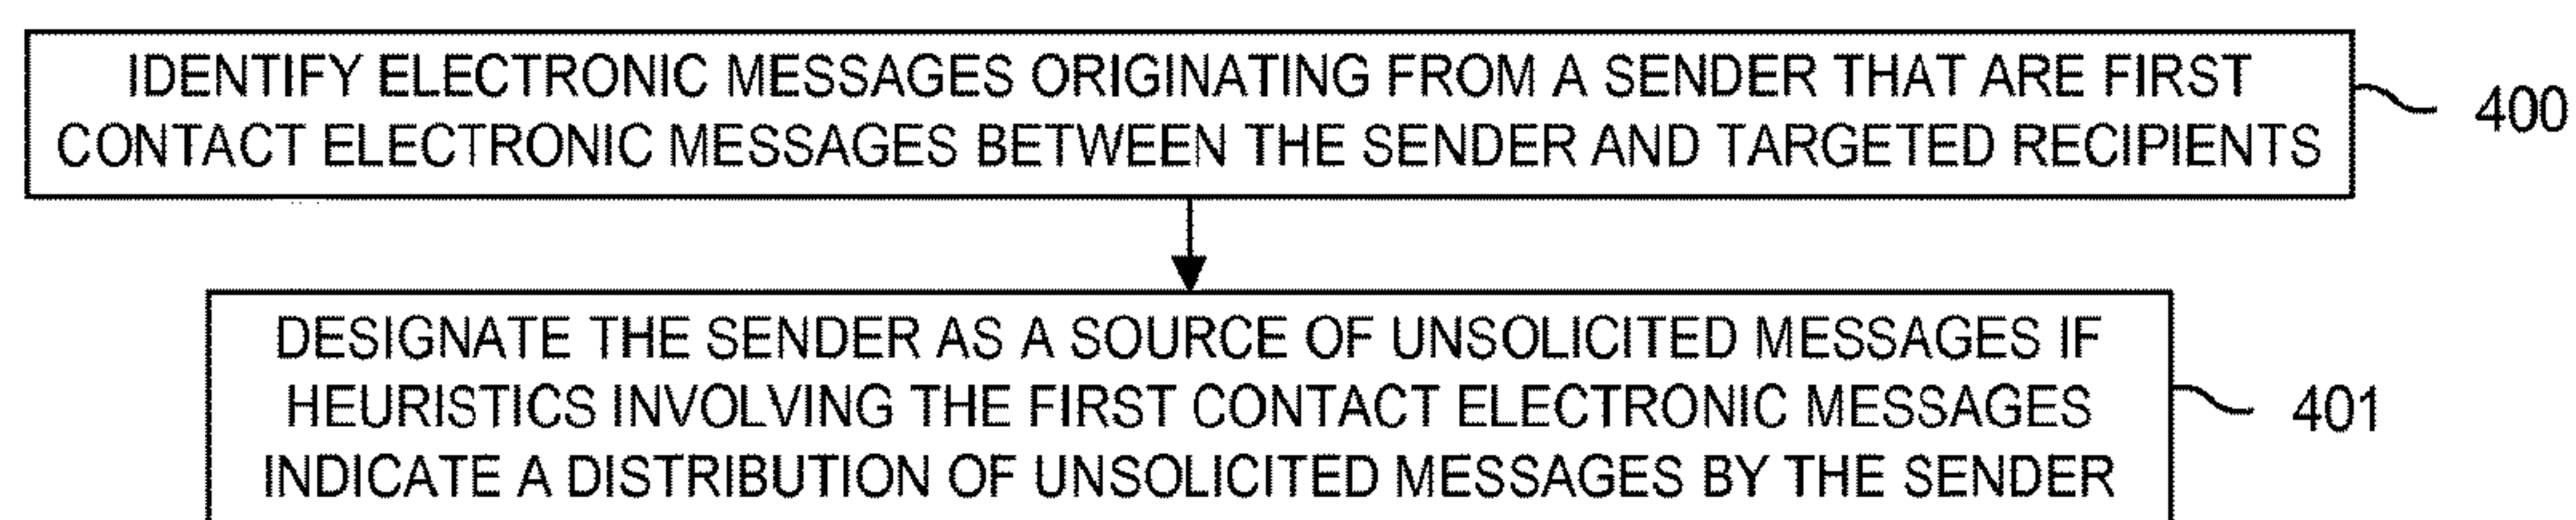 IDENTIFY ELECTRONIC MESSAGES ORIGINATING FROM A SENDER THAT ARE FIRST
CONTACT ELECTRONIC MESSAGES BETWEEN THE SENDER AND TARGETED RECIPIENTS
400
DESIGNATE THE SENDER AS A SOURCE OF UNSOLICITED MESSAGES IF
HEURISTICS INVOLVING THE FIRST CONTACT ELECTRONIC MESSAGES
INDICATE A DISTRIBUTION OF UNSOLICITED MESSAGES BY THE SENDER
401